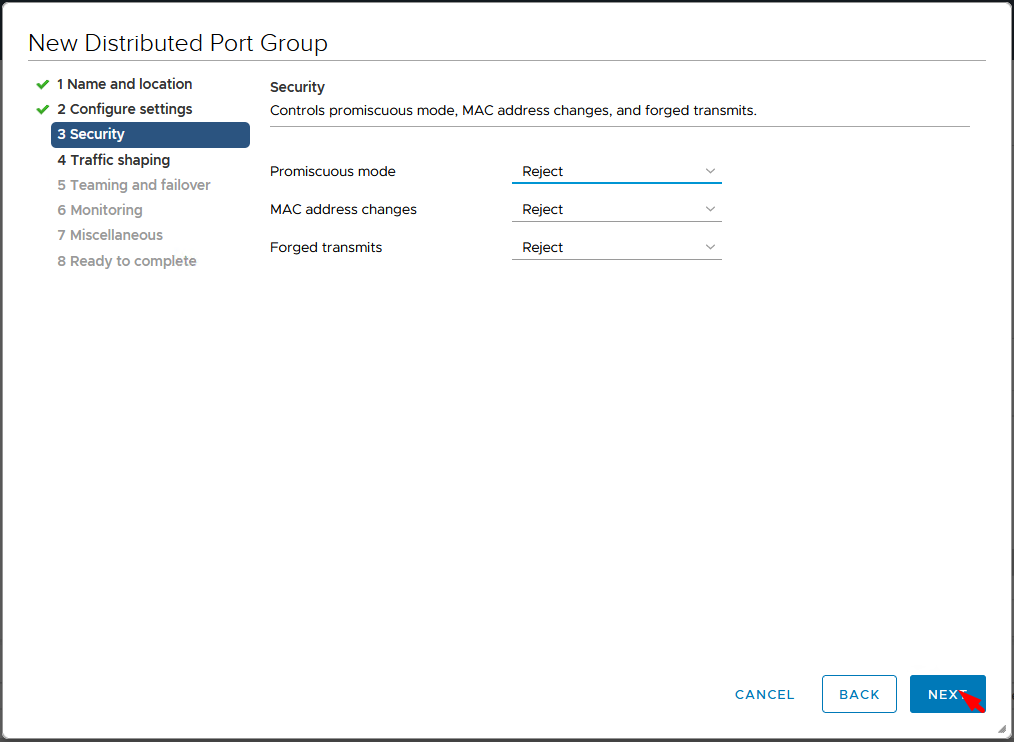 New Distributed Port Group
1 Name and location
2 Configure settings
3 Security
4 Traffic shaping
5 Teaming and failover
6 Monitoring
7 Miscellaneous
8 Ready to complete
Security
Controls promiscuous mode, MAC address changes, and forged transmits.
Promiscuous mode Reject
MAC address changes Reject
Forged transmits Reject
CANCEL BACK NEXT